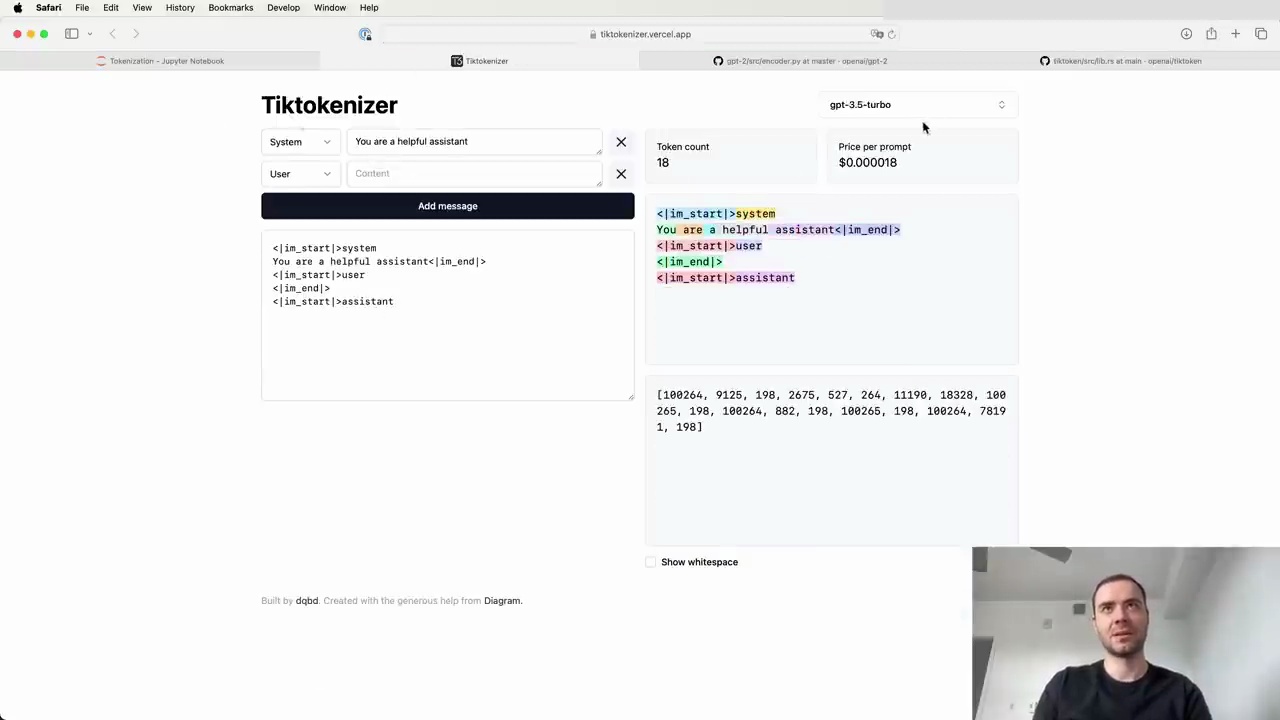 Safari File Edit View History Bookmarks Develop Window Help
tiktokenizer.vercel.app
Tokenization – Jupyter Notebook
Tiktokenizer
gpt-2/src/encoder.py at master · openai/gpt-2
tiktoken/src/lib.rs at main · openai/tiktoken
Tiktokenizer
gpt-3.5-turbo
System
You are a helpful assistant
User
Content
Add message
<|im_start|>system
You are a helpful assistant<|im_end|>
<|im_start|>user
<|im_end|>
<|im_start|>assistant
Token count
18
Price per prompt
$0.000018
<|im_start|>system
You are a helpful assistant<|im_end|>
<|im_start|>user
<|im_end|>
<|im_start|>assistant
[100264, 9125, 198, 2675, 527, 264, 11190, 18328, 100
265, 198, 100264, 882, 198, 100265, 198, 100264, 7819
1, 198]
Show whitespace
Built by dqbd. Created with the generous help from Diagram.